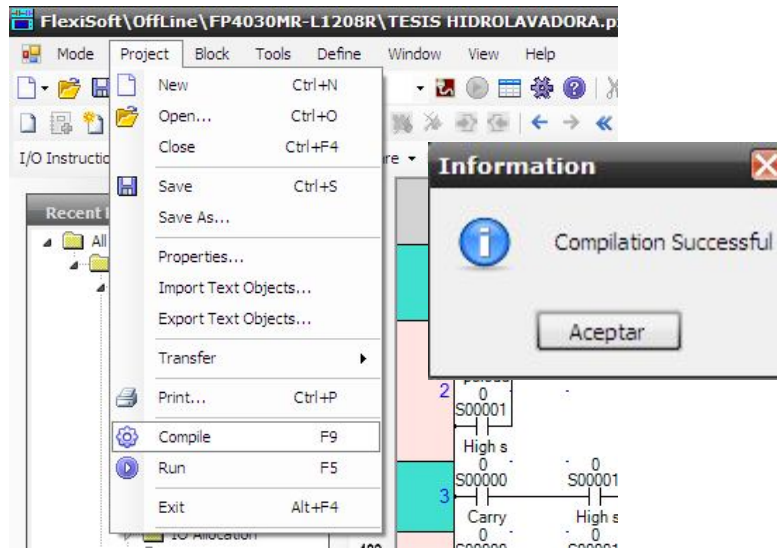 FlexiSoft\OffLine\FP4030MR-L1208R\TESIS HIDROLAVADORA.p
Mode Project Block Tools Define Window View Help
New Ctrl+N
Open... Ctrl+O
Close Ctrl+F4
I/O Instructio
Save Ctrl+S
Save As...
Recent
All
Properties...
Import Text Objects...
Export Text Objects...
Transfer
Print... Ctrl+P
Compile F9
Run F5
Exit Alt+F4
IO Allocation
Information
Compilation Successful
Aceptar
2
0
S00001
High s
0 0
3
S00000 S00001
Carry High s
0 0